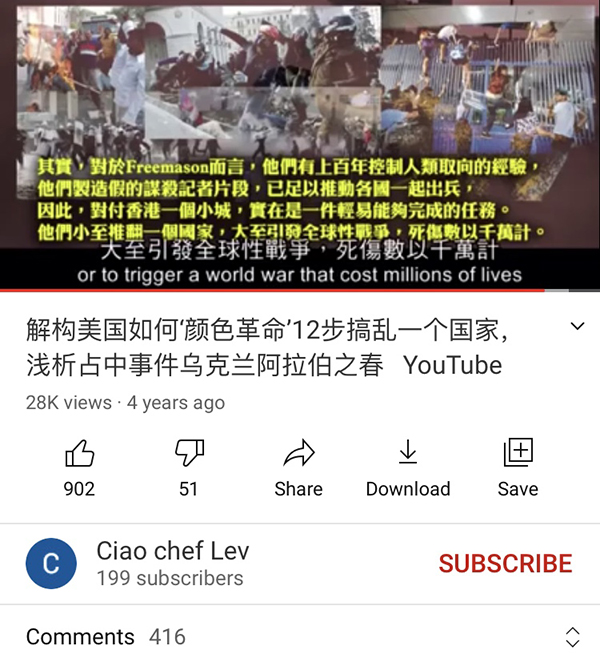 其實，對於Freemason而言，他們有上百年控制人類取向的經驗，
他們製造假的謀殺記者片段，已足以推動各國一起出兵，
因此，對付香港一個小城，實在是一件輕易能夠完成的任務。
他們小至推翻一個國家，大至引發全球性戰爭，死傷數以千萬計。
大至引發全球性戰爭，死傷數以千萬計
or to trigger a world war that cost millions of lives
解构美国如何‘颜色革命’12步搞乱一个国家,
浅析占中事件乌克兰阿拉伯之春 YouTube
28K views · 4 years ago
902
51
Share
Download
Save
C
Ciao chef Lev
199 subscribers
SUBSCRIBE
Comments 416